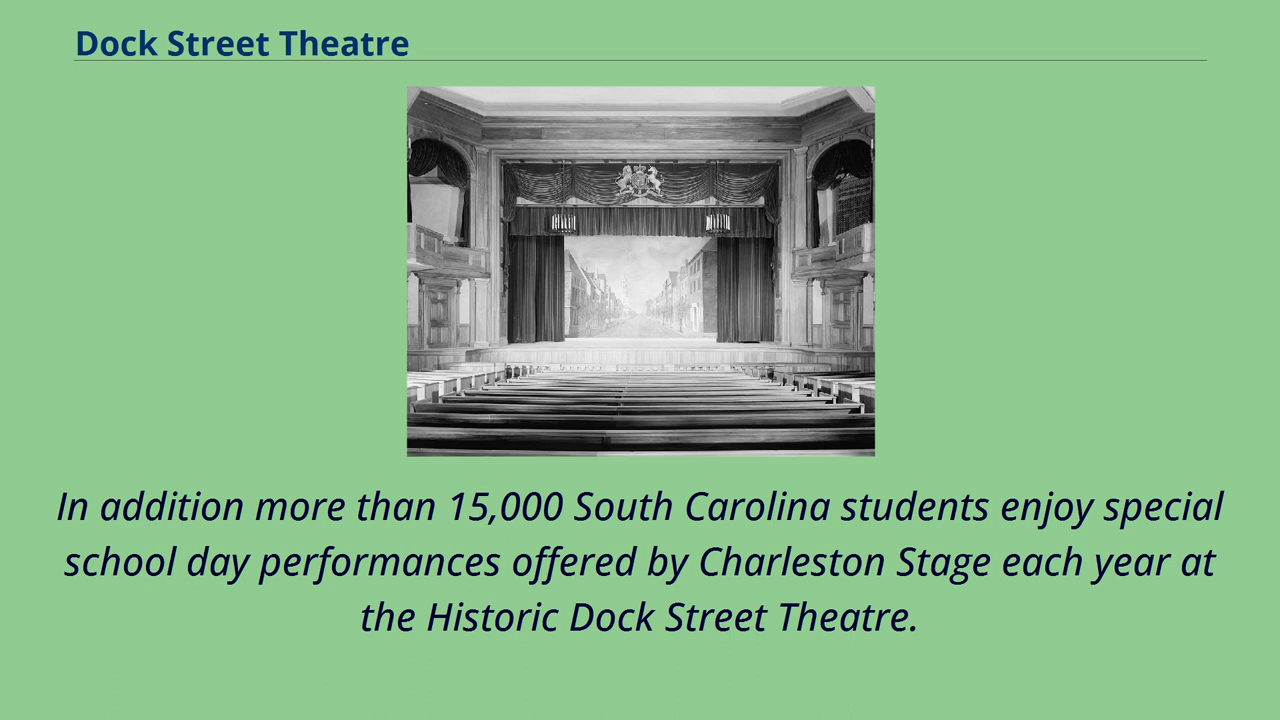 Dock Street Theatre
In addition more than 15,000 South Carolina students enjoy special
school day performances offered by Charleston Stage each year at
the Historic Dock Street Theatre.